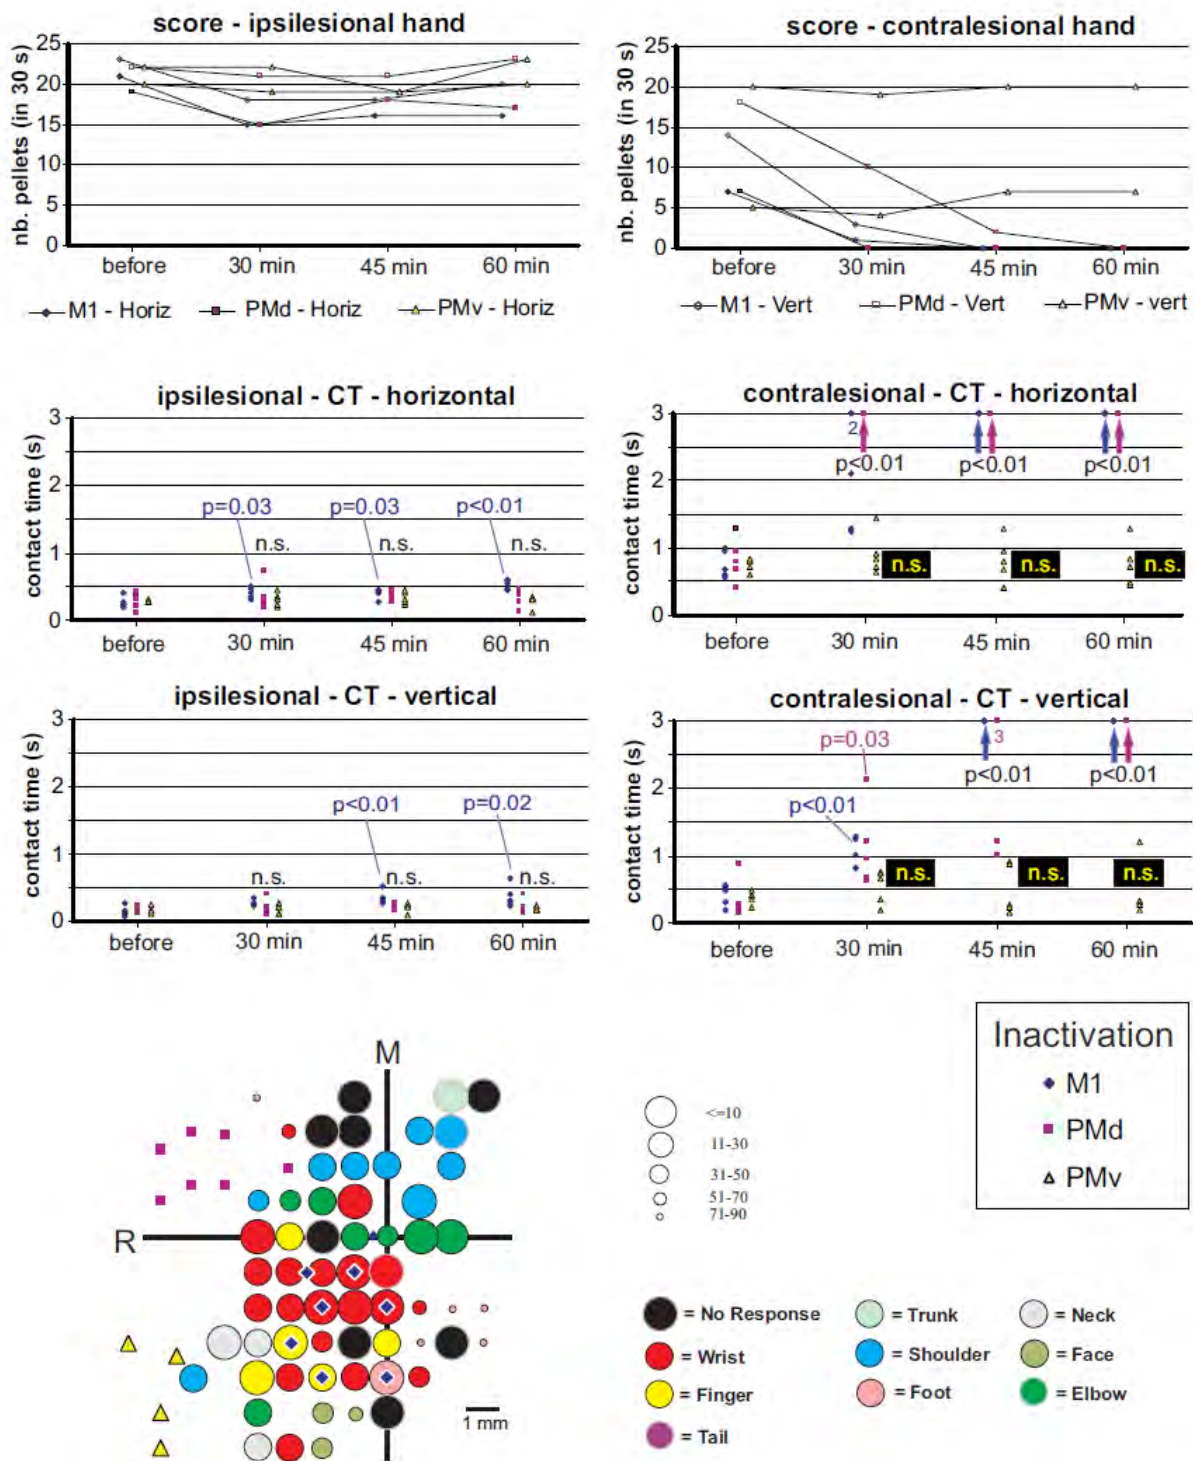 score - ipsilesional hand
nb. pellets (in 30 s)
25
20
15
10
5
0
before 30 min 45 min 60 min
M1 - Horiz PMd - Horiz PMv - Horiz
score - contralesional hand
nb. pellets (in 30 s)
25
20
15
10
5
0
before 30 min 45 min 60 min
M1 - Vert PMd - Vert PMv - vert
ipsilesional - CT - horizontal
contact time (s)
3
2
1
0
p=0.03 p=0.03 p<0.01
n.s. n.s. n.s.
before 30 min 45 min 60 min
contralesional - CT - horizontal
contact time (s)
3
2
1
0
2
p<0.01 p<0.01 p<0.01
n.s. n.s. n.s.
before 30 min 45 min 60 min
ipsilesional - CT - vertical
contact time (s)
3
2
1
0
p<0.01 p=0.02
n.s. n.s. n.s.
before 30 min 45 min 60 min
contralesional - CT - vertical
contact time (s)
3
2
1
0
p=0.03 3
p<0.01 p<0.01
p<0.01
n.s. n.s. n.s.
before 30 min 45 min 60 min
M
R
1 mm
<=10
11-30
31-50
51-70
71-90
Inactivation
M1
PMd
PMv
= No Response = Trunk = Neck
= Wrist = Shoulder = Face
= Finger = Foot = Elbow
= Tail